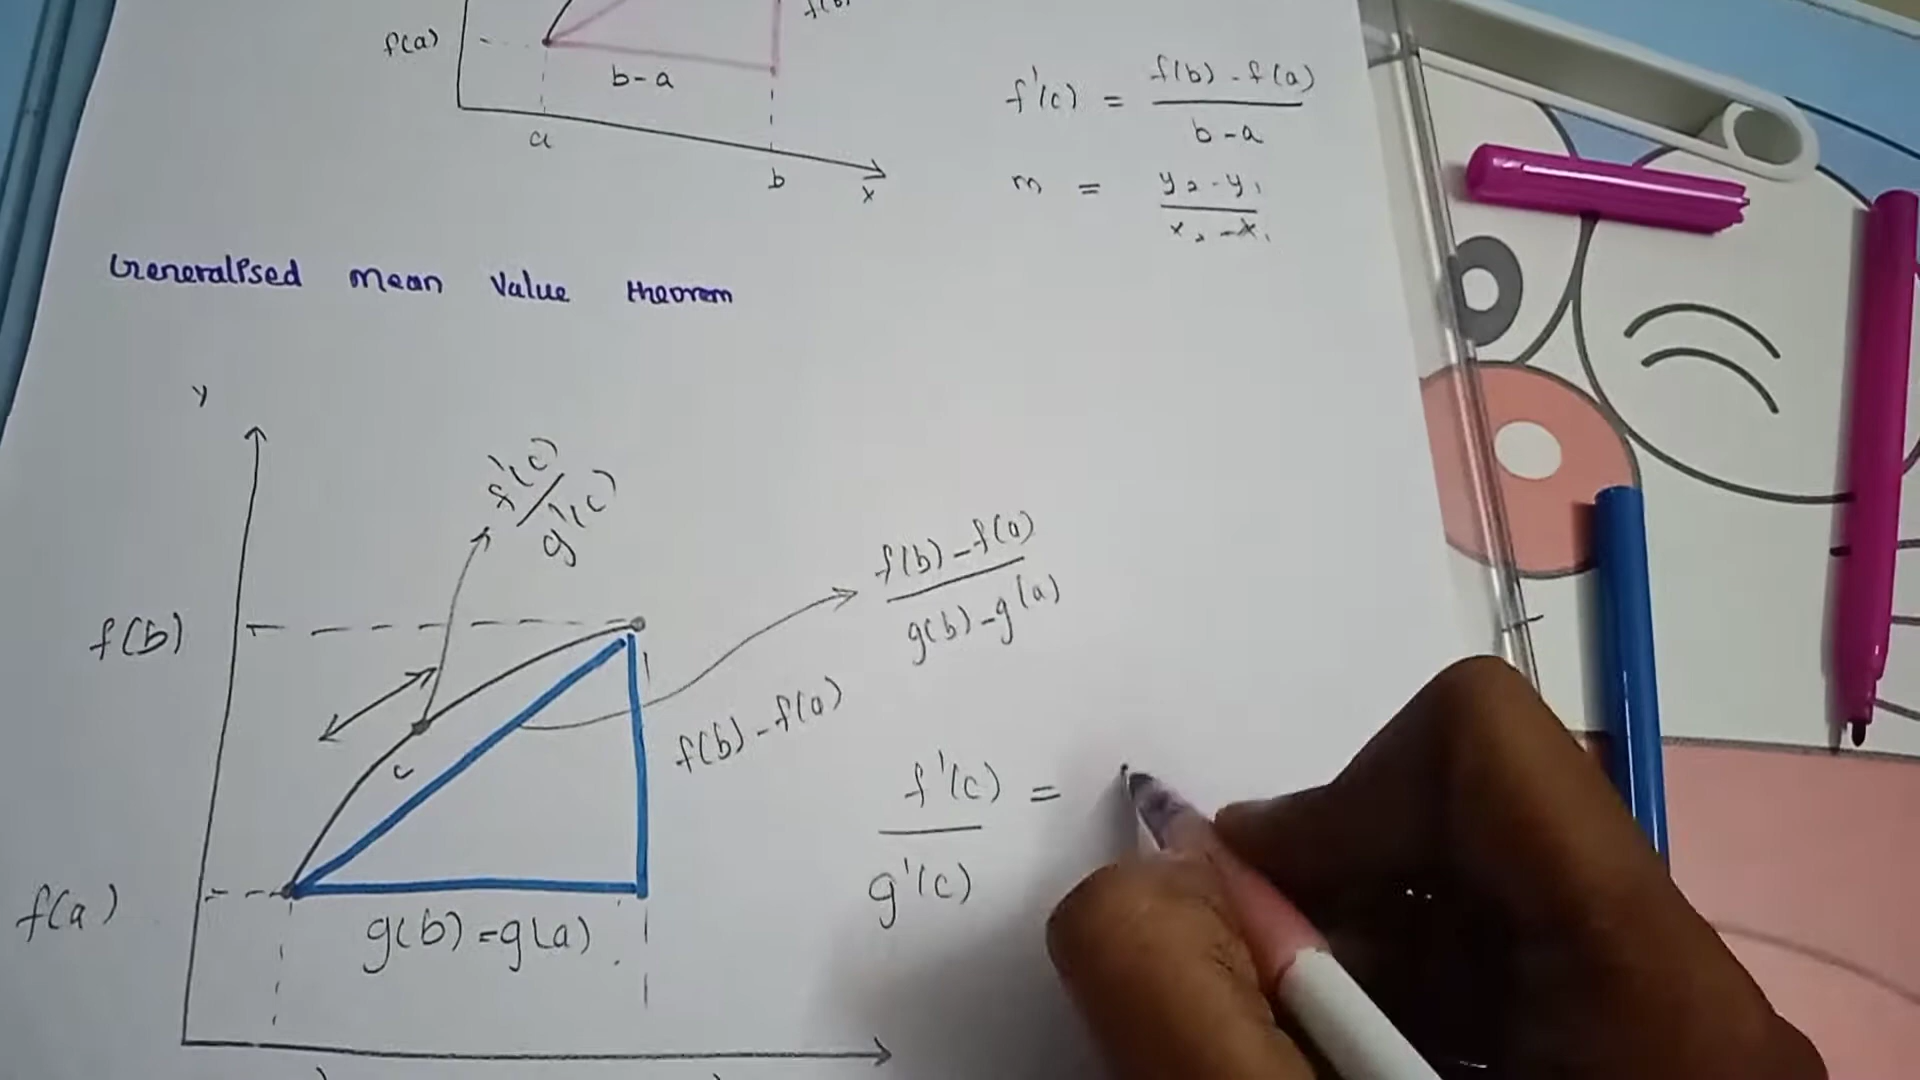 f(b)
f(a)
b-a
a
b
x
f'(c) = f(b) - f(a)
b-a
m = y₂-y₁
x₂-x₁
Generalised mean value theorem
y
f'(c)
g'(c)
f(b)-f(a)
g(b)-g(a)
f(b)
f(b)-f(a)
c
f'(c) =
g'(c)
f(a)
g(b)-g(a)